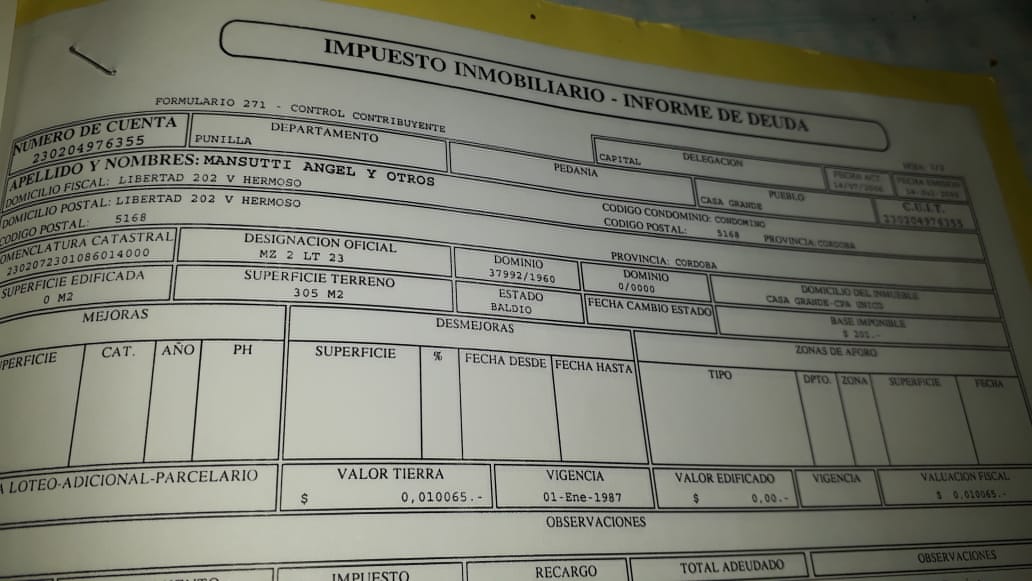 IMPUESTO INMOBILIARIO - INFORME DE DEUDA
FORMULARIO 271 - CONTROL CONTRIBUYENTE
NUMERO DE CUENTA
230204976355
DEPARTAMENTO
PUNILLA
PEDANIA
DELEGACION
CAPITAL
PUEBLO
CASA GRANDE
FECHA ACT.
FECHA EMISION
APELLIDO Y NOMBRES: MANSUTTI ANGEL Y OTROS
C.U.I.T.
230204976355
DOMICILIO FISCAL: LIBERTAD 202 V HERMOSO
CODIGO CONDOMINIO: CONDOMINO
CODIGO POSTAL: 5168 PROVINCIA: CORDOBA
DOMICILIO POSTAL: LIBERTAD 202 V HERMOSO
CODIGO POSTAL: 5168
PROVINCIA: CORDOBA
OMENCLATURA CATASTRAL
2302072301086014000
DESIGNACION OFICIAL
MZ 2 LT 23
DOMINIO
37992/1960
DOMINIO
0/0000
DOMICILIO DEL INMUEBLE
CASA GRANDE-CPA UNICO
SUPERFICIE EDIFICADA
0 M2
SUPERFICIE TERRENO
305 M2
ESTADO
BALDIO
FECHA CAMBIO ESTADO
BASE IMPONIBLE
MEJORAS
DESMEJORAS
ZONAS DE AFORO
PERFICIE CAT. AÑO PH
SUPERFICIE % FECHA DESDE FECHA HASTA
TIPO DPTO. ZONA SUPERFICIE FECHA
A LOTEO-ADICIONAL-PARCELARIO
VALOR TIERRA
$ 0,010065.-
VIGENCIA
01-Ene-1987
VALOR EDIFICADO
$ 0,00.-
VIGENCIA
VALUACION FISCAL
$ 0,010065.-
OBSERVACIONES
IMPUESTO RECARGO TOTAL ADEUDADO OBSERVACIONES